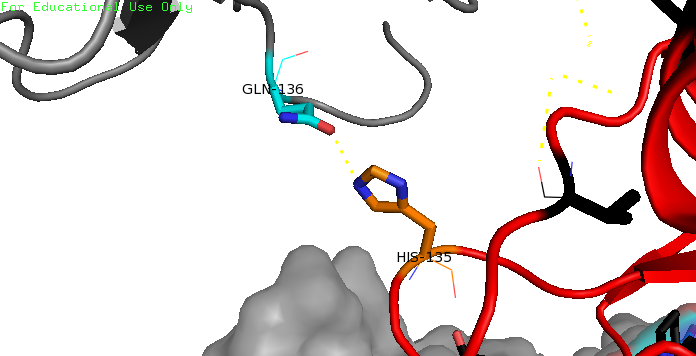 For Educational Use Only
GLN-136
HIS-135